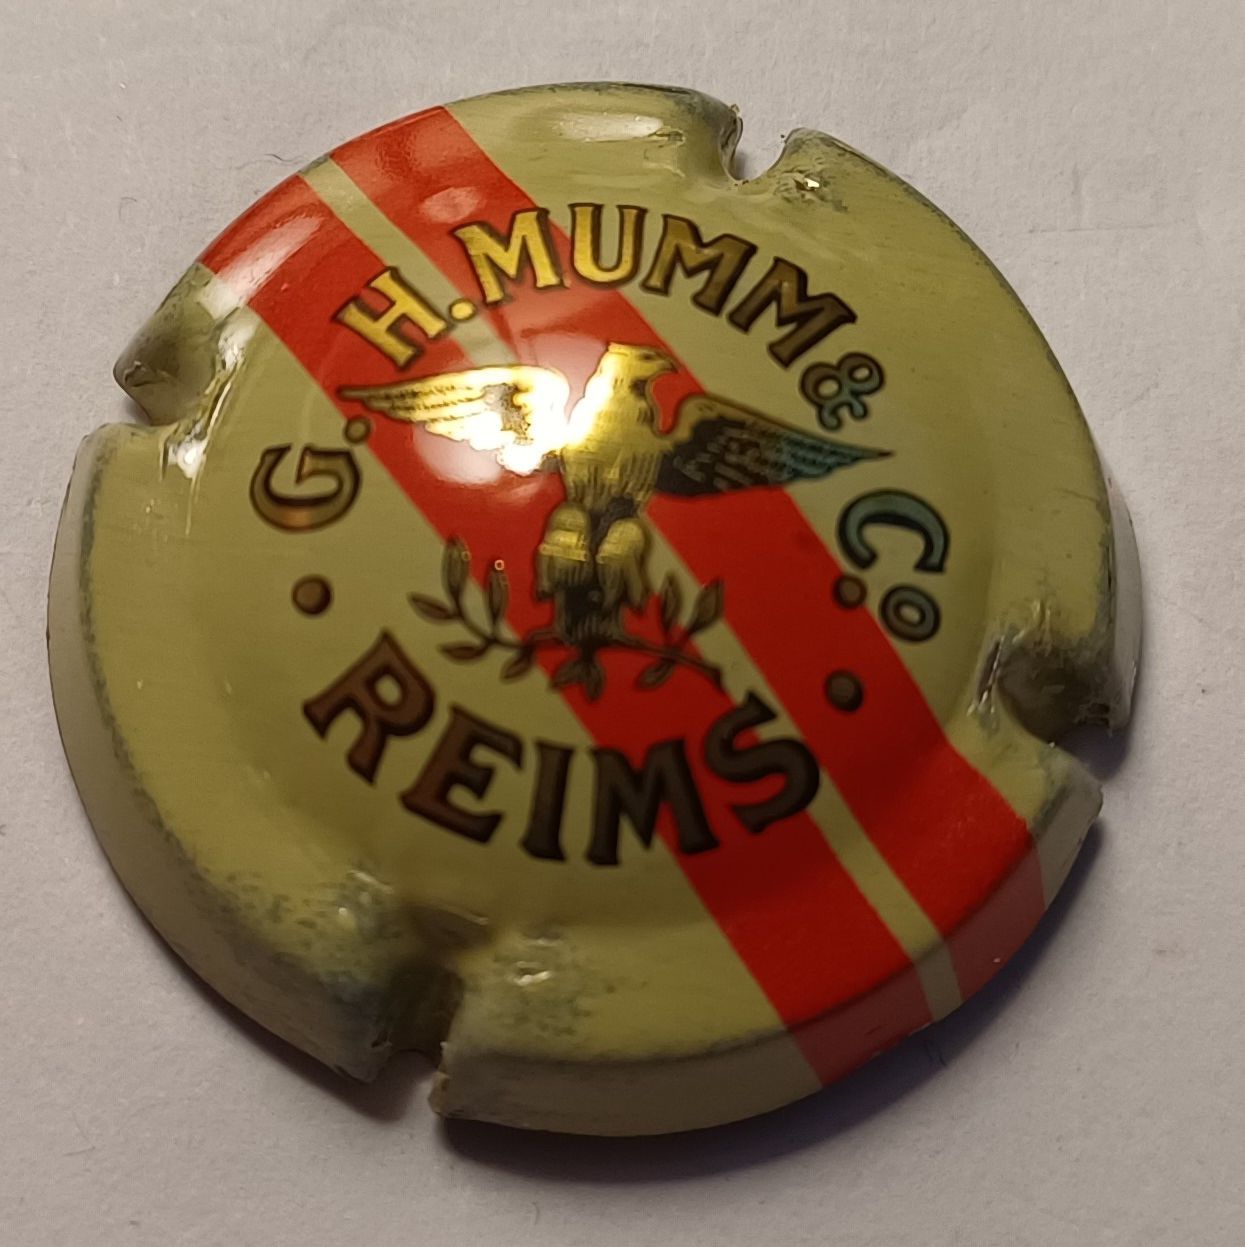 G. H. MUMM & Co.
• REIMS •